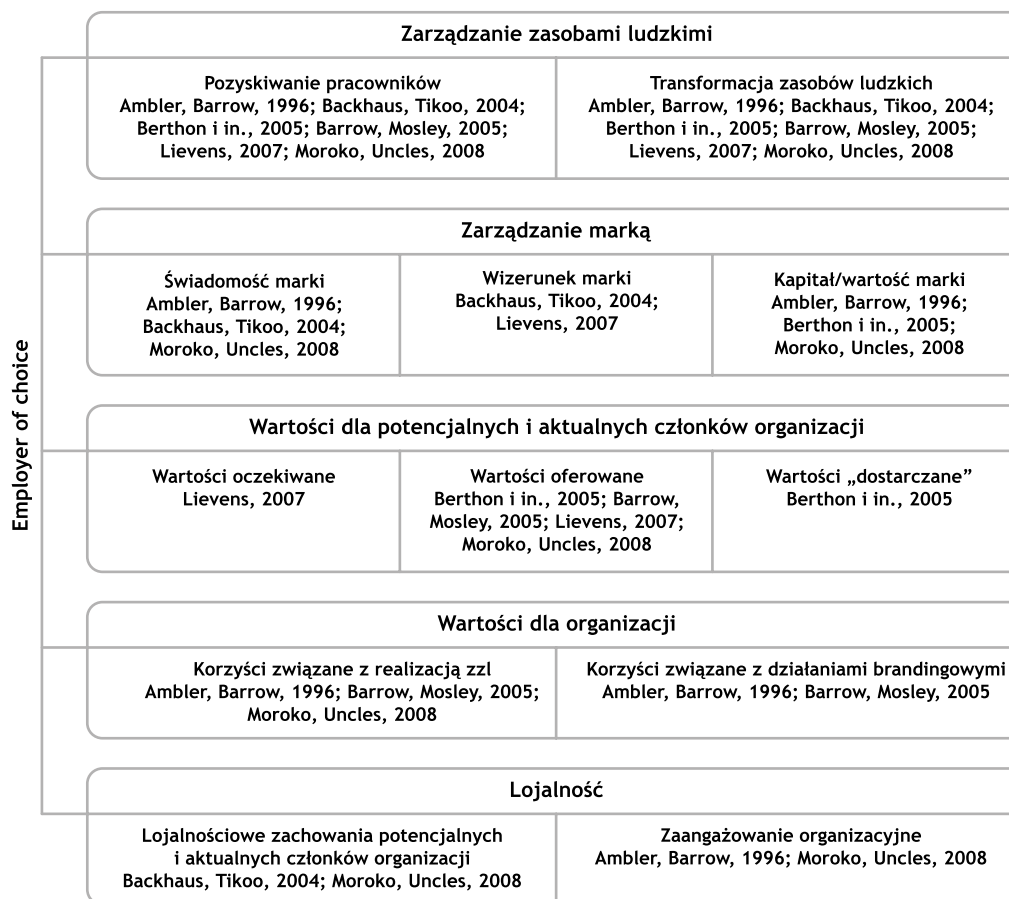 Employer of choice
Zarządzanie zasobami ludzkimi
Pozyskiwanie pracowników
Ambler, Barrow, 1996; Backhaus, Tikoo, 2004;
Berthon i in., 2005; Barrow, Mosley, 2005;
Lievens, 2007; Moroko, Uncles, 2008
Transformacja zasobów ludzkich
Ambler, Barrow, 1996; Backhaus, Tikoo, 2004;
Berthon i in., 2005; Barrow, Mosley, 2005;
Lievens, 2007; Moroko, Uncles, 2008
Zarządzanie marką
Świadomość marki
Ambler, Barrow, 1996;
Backhaus, Tikoo, 2004;
Moroko, Uncles, 2008
Wizerunek marki
Backhaus, Tikoo, 2004;
Lievens, 2007
Kapitał/wartość marki
Ambler, Barrow, 1996;
Berthon i in., 2005;
Moroko, Uncles, 2008
Wartości dla potencjalnych i aktualnych członków organizacji
Wartości oczekiwane
Lievens, 2007
Wartości oferowane
Berthon i in., 2005; Barrow,
Mosley, 2005; Lievens, 2007;
Moroko, Uncles, 2008
Wartości „dostarczane”
Berthon i in., 2005
Wartości dla organizacji
Korzyści związane z realizacją zzl
Ambler, Barrow, 1996; Barrow, Mosley, 2005;
Moroko, Uncles, 2008
Korzyści związane z działaniami brandingowymi
Ambler, Barrow, 1996; Barrow, Mosley, 2005
Lojalność
Lojalnościowe zachowania potencjalnych
i aktualnych członków organizacji
Backhaus, Tikoo, 2004; Moroko, Uncles, 2008
Zaangażowanie organizacyjne
Ambler, Barrow, 1996; Moroko, Uncles, 2008